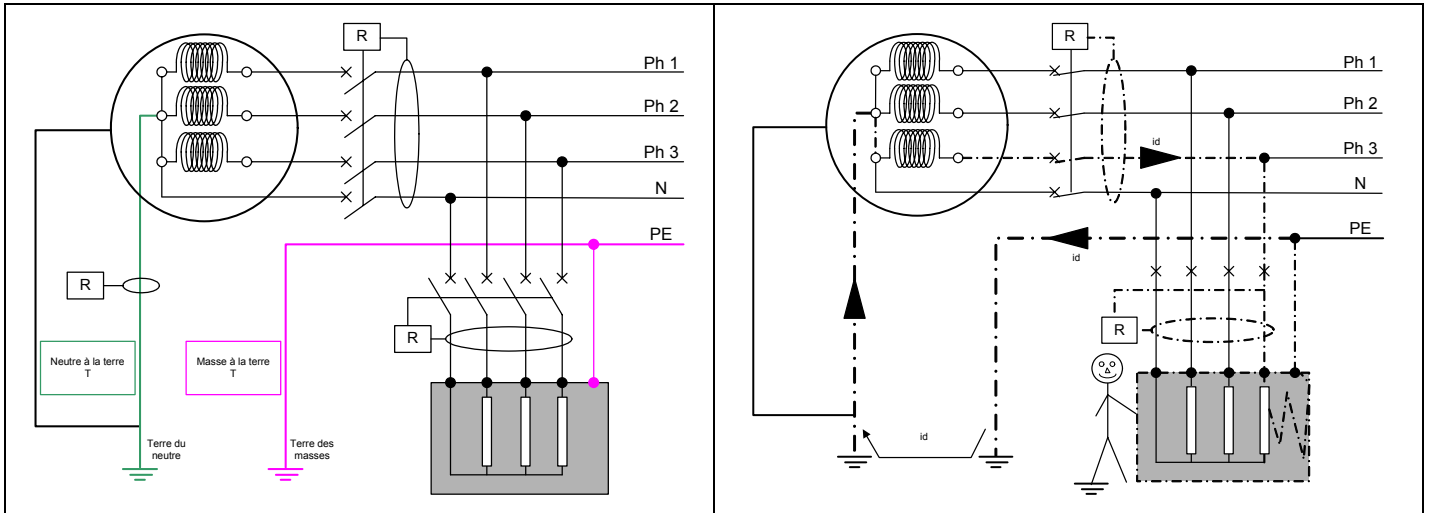 R
Ph 1
Ph 2
Ph 3
N
PE
R
R
Neutre à la terre
T
Masse à la terre
T
Terre du
neutre
Terre des
masses
R
Ph 1
Ph 2
id
Ph 3
N
PE
id
R
id